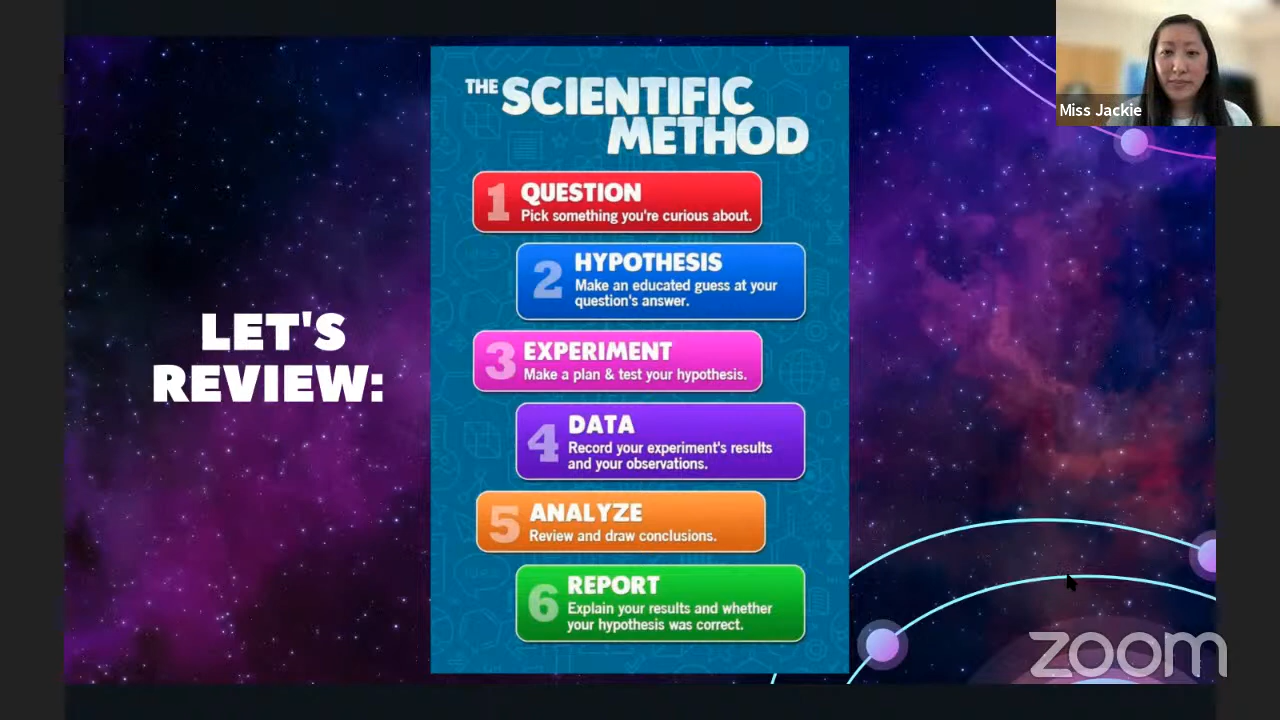 LET'S
REVIEW:
THE SCIENTIFIC
METHOD
1 QUESTION
Pick something you're curious about.
2 HYPOTHESIS
Make an educated guess at your
question's answer.
3 EXPERIMENT
Make a plan & test your hypothesis.
4 DATA
Record your experiment's results
and your observations.
5 ANALYZE
Review and draw conclusions.
6 REPORT
Explain your results and whether
your hypothesis was correct.
Miss Jackie
zoom